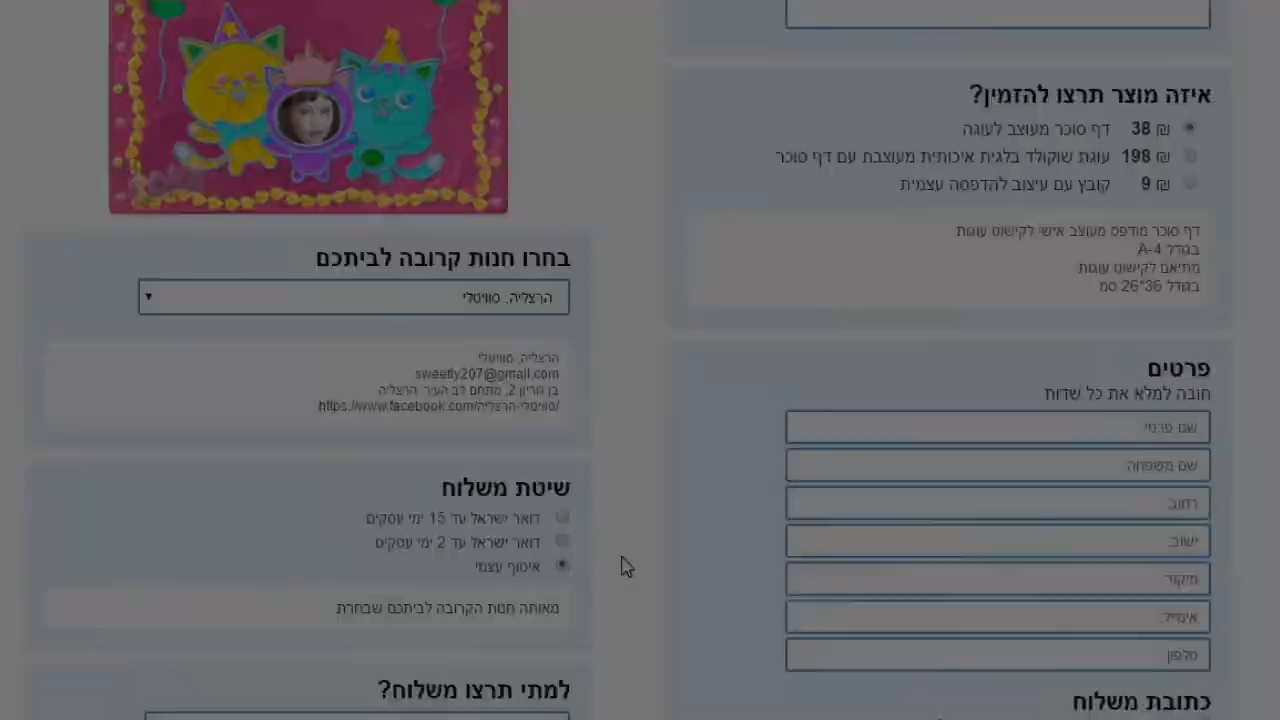 איזה מוצר תרצו להזמין?
₪ 38 דף סוכר מעוצב לעוגה
₪ 198 עוגת שוקולד בלגית איכותית מעוצבת עם דף סוכר
₪ 9 קובץ עם עיצוב להדפסה עצמית
דף סוכר מודפס מעוצב אישי לקישוט עוגות
בגודל A-4
מתיאם לקישוט עוגות
בגודל 36*26 סמ
פרטים
חובה למלא את כל שדות
שם פרטי
שם משפחה
רחוב
ישוב
מיקוד
אימייל
טלפון
כתובת משלוח
בחרו חנות קרובה לביתכם
הרצליה, סוויטלי
הרצליה, סוויטלי
sweetly207@gmail.com
בן גוריון 2, מתחם לב העיר, הרצליה
https://www.facebook.com/סוויטלי-הרצליה/
שיטת משלוח
דואר ישראל עד 15 ימי עסקים
דואר ישראל עד 2 ימי עסקים
איסוף עצמי
מאותה חנות הקרובה לביתכם שבחרת
למתי תרצו משלוח?